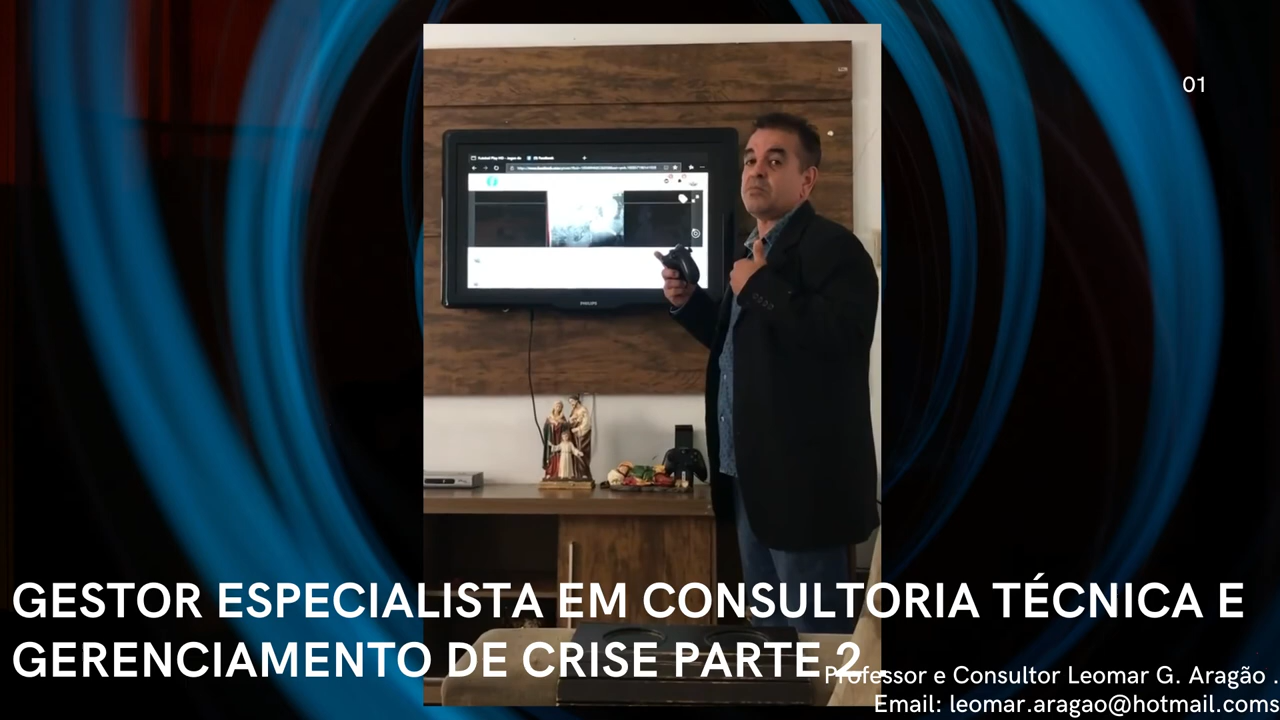 01
PHILIPS
GESTOR ESPECIALISTA EM CONSULTORIA TÉCNICA E
GERENCIAMENTO DE CRISE PARTE 2
Professor e Consultor Leomar G. Aragão .
Email: leomar.aragao@hotmail.coms